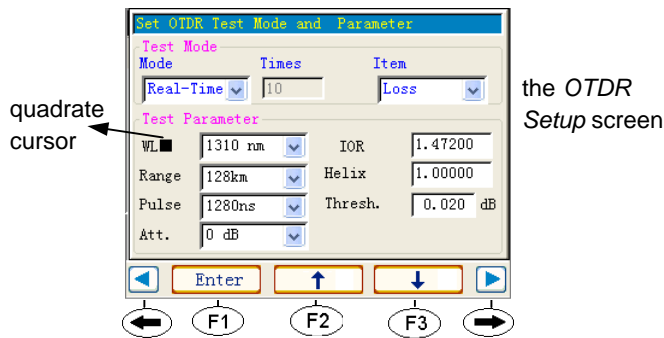 Set OTDR Test Mode and Parameter
Test Mode
Mode Times Item
Real-Time 10 Loss
the OTDR
Setup screen
quadrate
cursor
Test Parameter
WL 1310 nm IOR 1.47200
Range 128km Helix 1.00000
Pulse 1280ns Thresh. 0.020 dB
Att. 0 dB
Enter ↑ ↓
F1 F2 F3